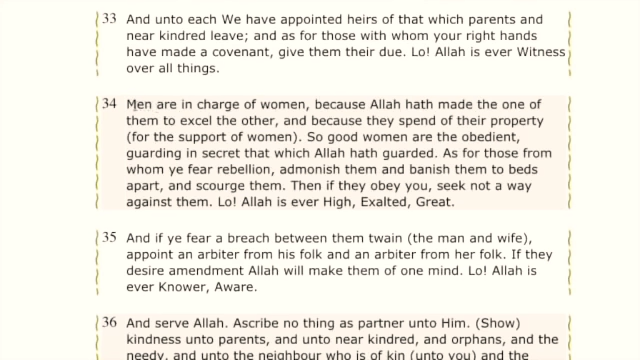 33 And unto each We have appointed heirs of that which parents and
near kindred leave; and as for those with whom your right hands
have made a covenant, give them their due. Lo! Allah is ever Witness
over all things.
34 Men are in charge of women, because Allah hath made the one of
them to excel the other, and because they spend of their property
(for the support of women). So good women are the obedient,
guarding in secret that which Allah hath guarded. As for those from
whom ye fear rebellion, admonish them and banish them to beds
apart, and scourge them. Then if they obey you, seek not a way
against them. Lo! Allah is ever High, Exalted, Great.
35 And if ye fear a breach between them twain (the man and wife),
appoint an arbiter from his folk and an arbiter from her folk. If they
desire amendment Allah will make them of one mind. Lo! Allah is
ever Knower, Aware.
36 And serve Allah. Ascribe no thing as partner unto Him. (Show)
kindness unto parents, and unto near kindred, and orphans, and the
needy, and unto the neighbour who is of kin (unto you) and the